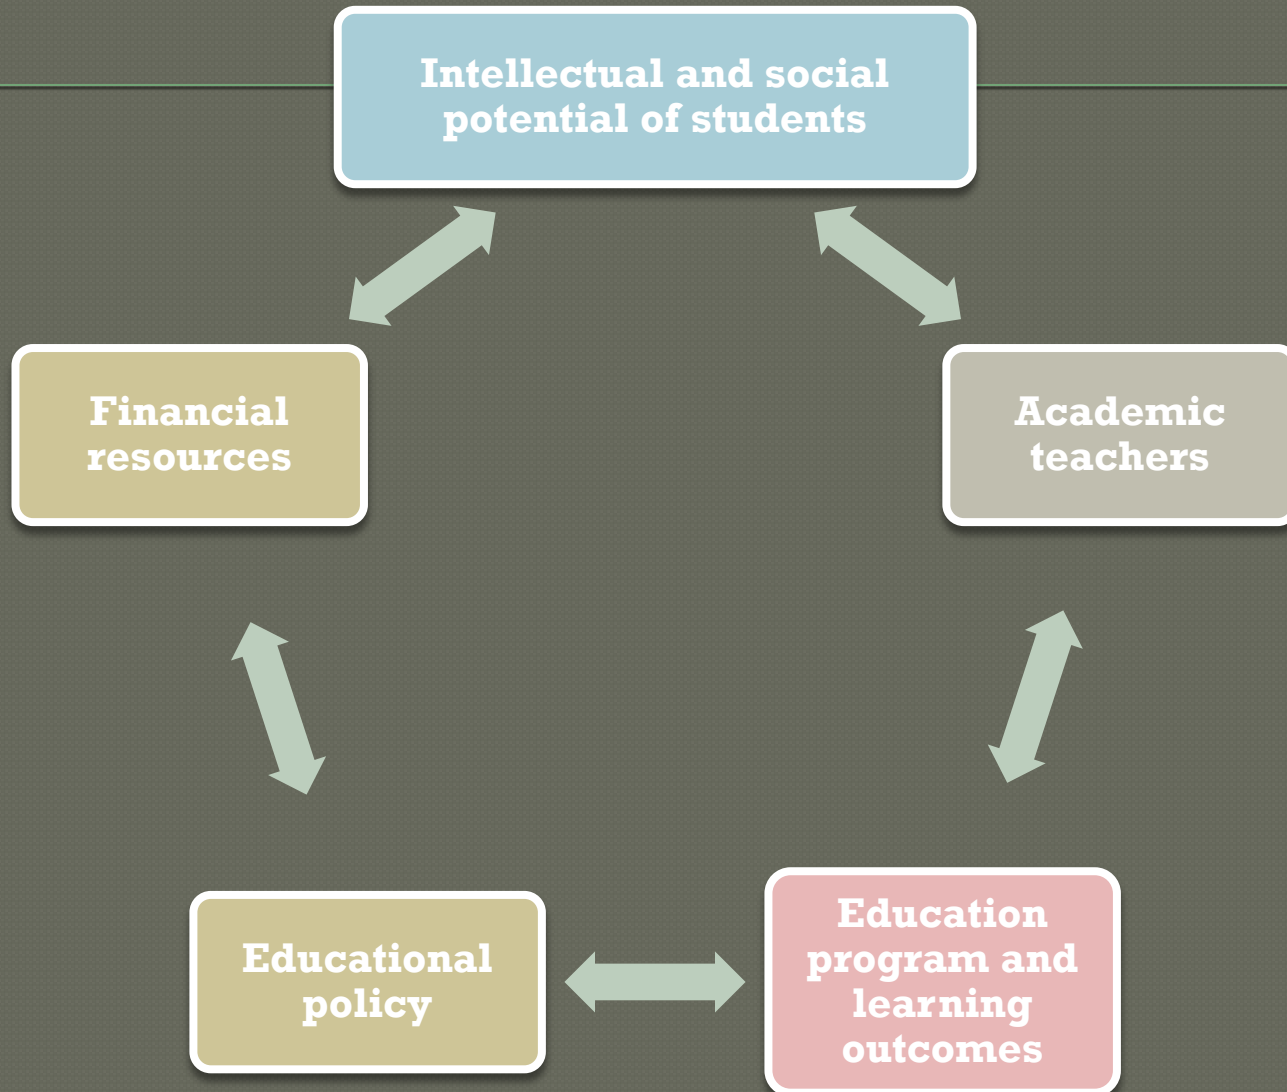 Intellectual and social
potential of students
Financial
resources
Academic
teachers
Educational
policy
Education
program and
learning
outcomes